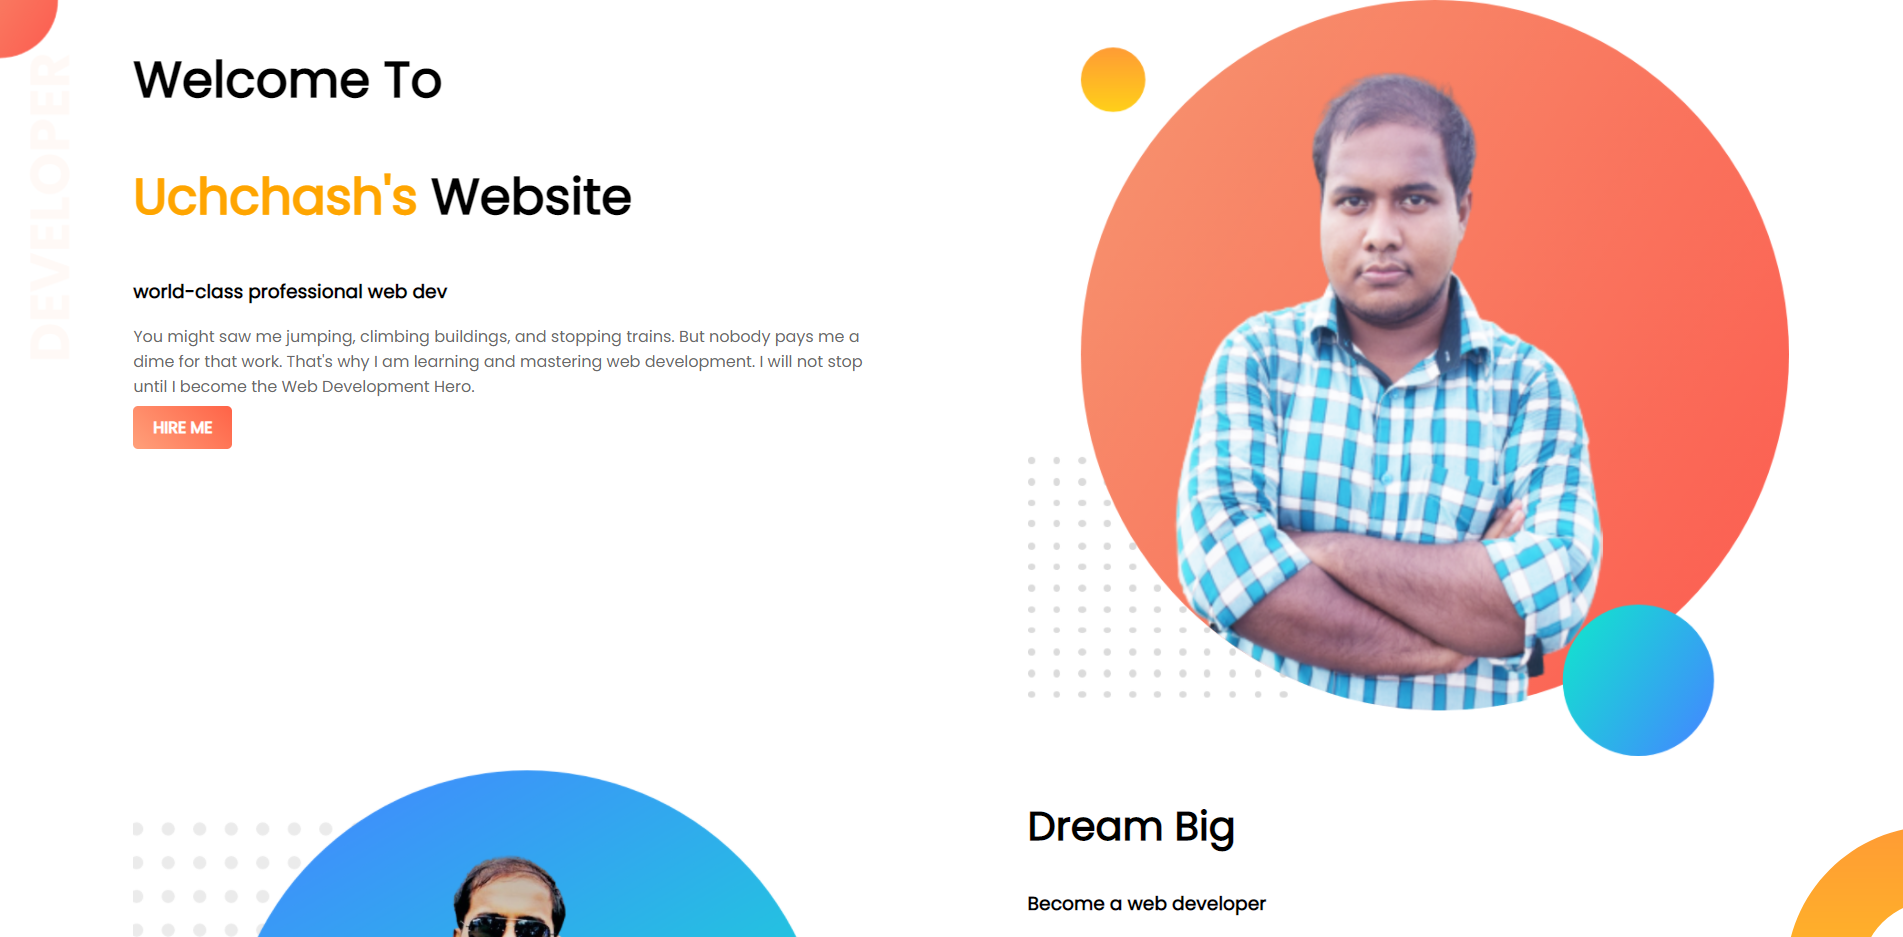 DEVELOPER
Welcome To
Uchchash's Website
world-class professional web dev
You might saw me jumping, climbing buildings, and stopping trains. But nobody pays me a
dime for that work. That's why I am learning and mastering web development. I will not stop
until I become the Web Development Hero.
HIRE ME
Dream Big
Become a web developer